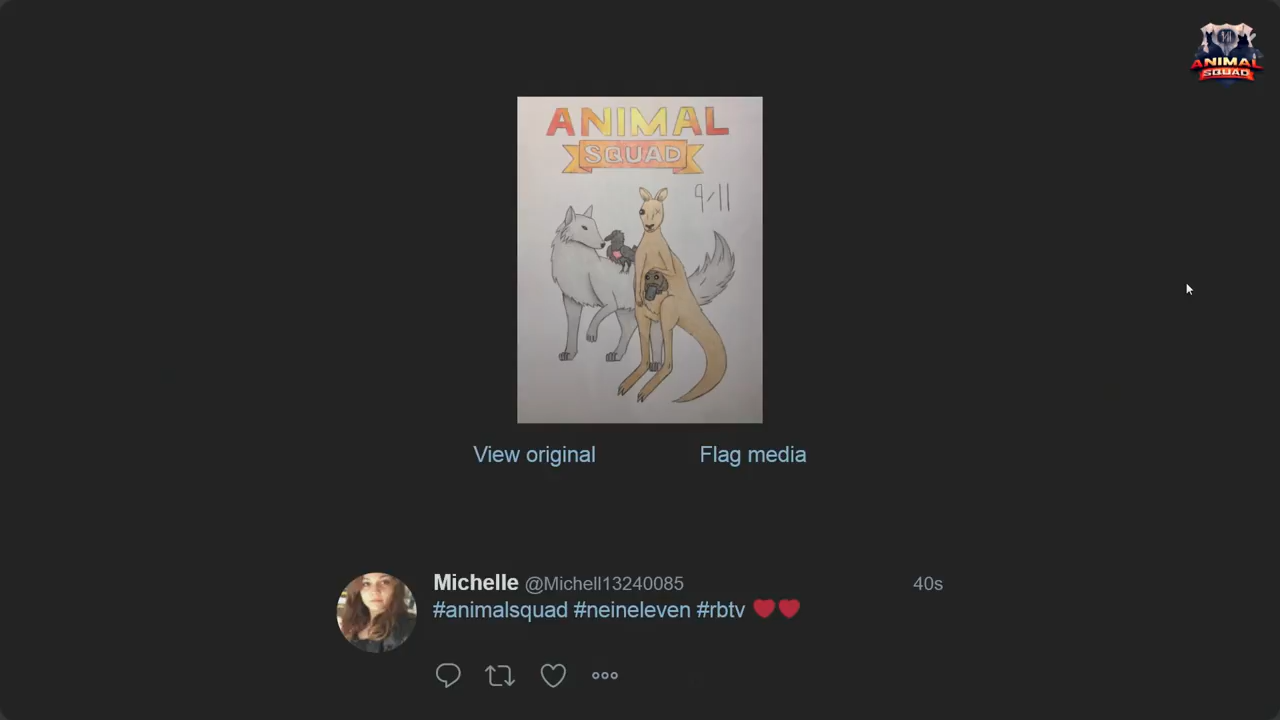 ANIMAL
SQUAD
ANIMAL
SQUAD
9/11
View original
Flag media
Michelle @Michell13240085
40s
#animalsquad #neineleven #rbtv ❤❤